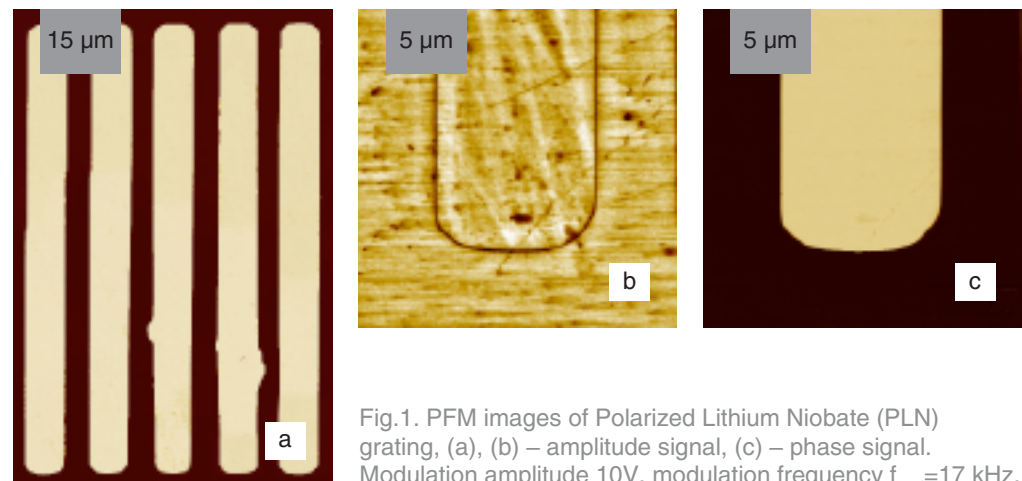 15 µm
5 µm
5 µm
b
c
a
Fig.1. PFM images of Polarized Lithium Niobate (PLN)
grating, (a), (b) – amplitude signal, (c) – phase signal.
Modulation amplitude 10V, modulation frequency f =17 kHz.